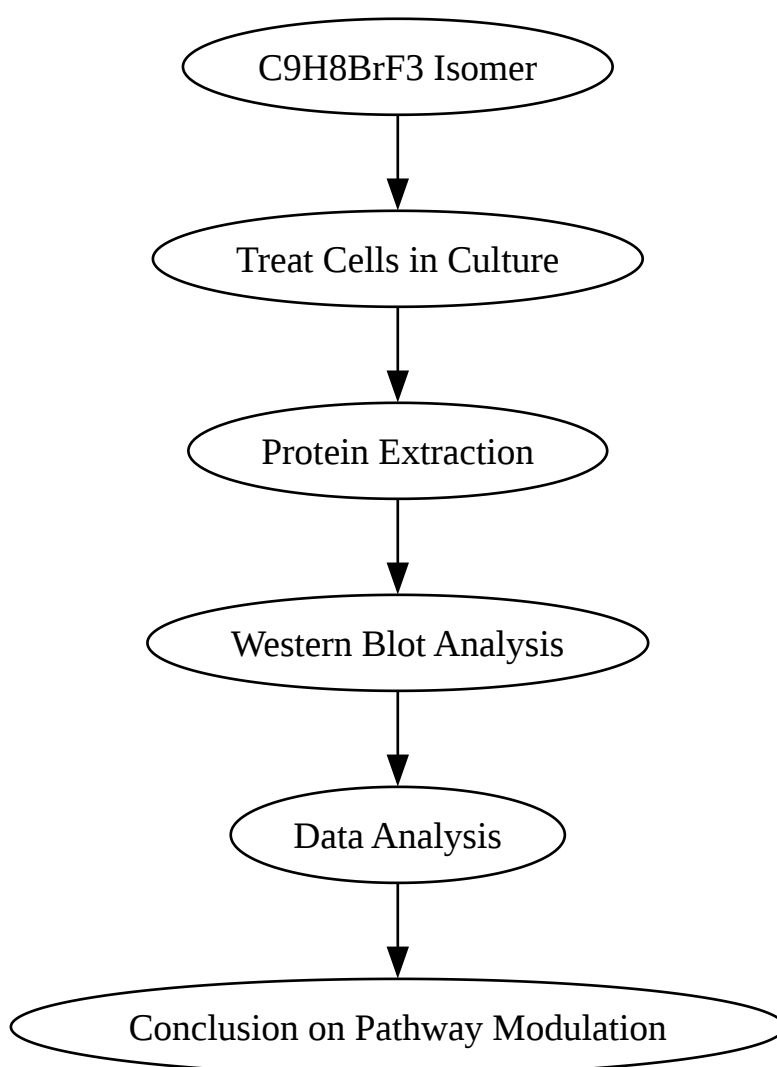 C9H8BrF3 Isomer
Treat Cells in Culture
Protein Extraction
Western Blot Analysis
Data Analysis
Conclusion on Pathway Modulation